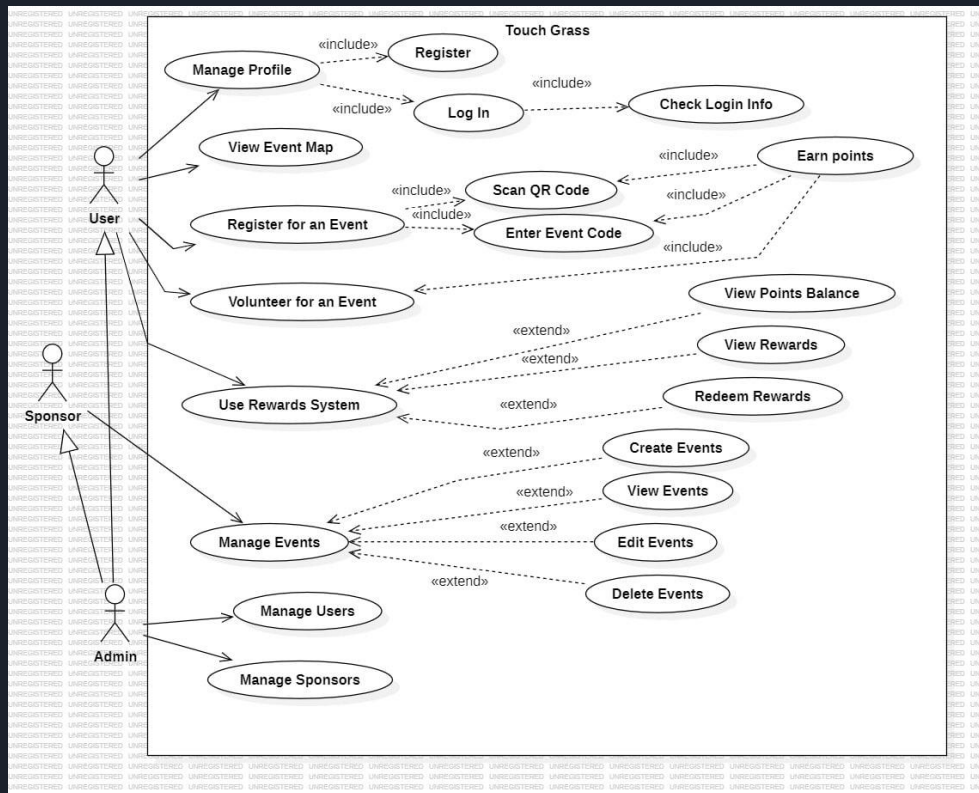 Touch Grass
«include»
Register
Manage Profile
«include»
Log In
«include»
Check Login Info
View Event Map
Earn points
«include»
User
Register for an Event
«include»
Scan QR Code
«include»
«include»
Enter Event Code
«include»
Volunteer for an Event
View Points Balance
«extend»
View Rewards
«extend»
Sponsor
Use Rewards System
«extend»
Redeem Rewards
«extend»
Create Events
«extend»
View Events
Manage Events
«extend»
Edit Events
«extend»
Delete Events
Manage Users
Admin
Manage Sponsors
UNREGISTERED